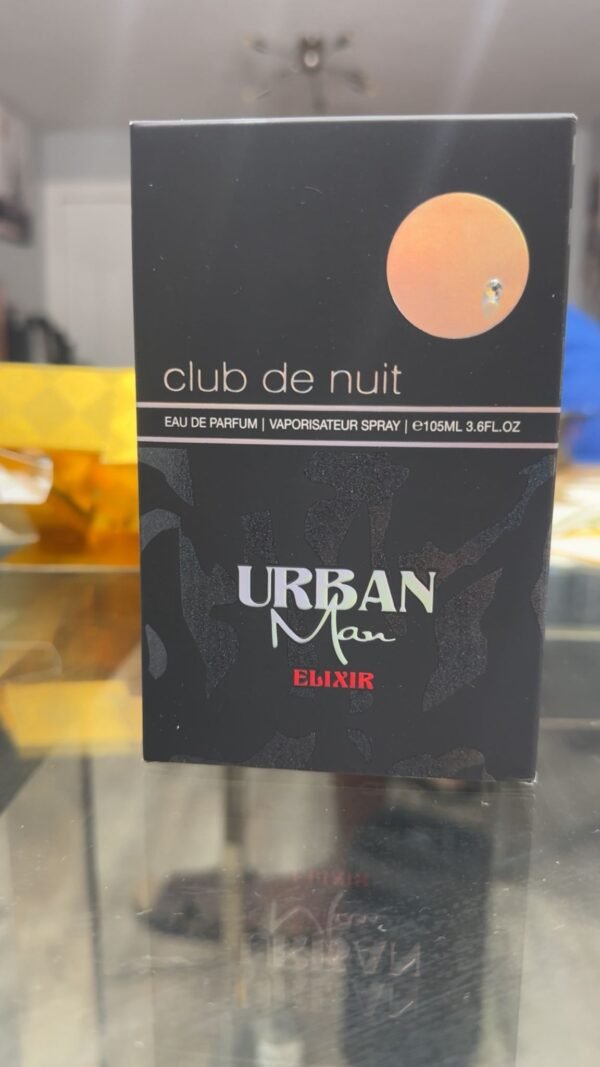 club de nuit
EAU DE PARFUM | VAPORISATEUR SPRAY | ℮105ML 3.6FL.OZ
URBAN
Man
ELIXIR